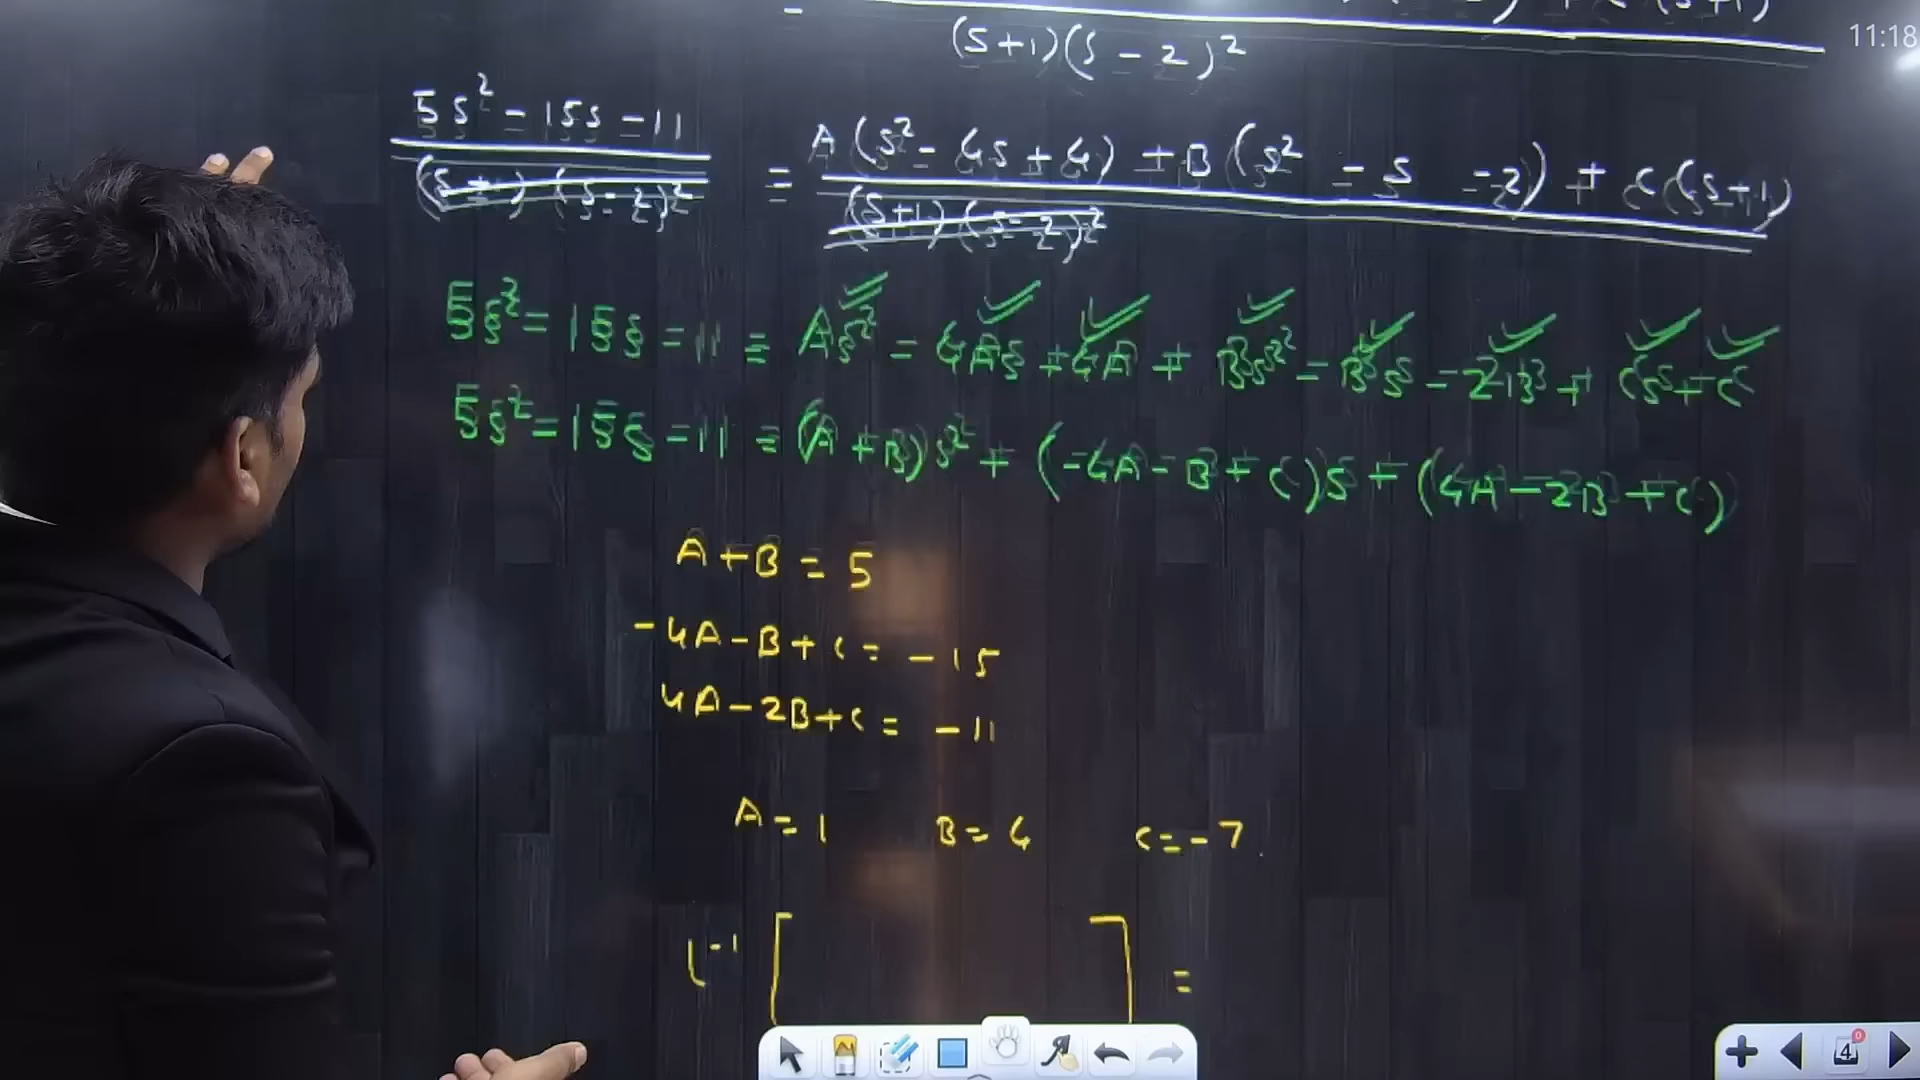 11:18
(s+1)(s-2)²
5s² - 15s - 11 = A(s² - 4s + 4) + B(s² - s - 2) + C(s+1)
(s+1)(s-2)² (s+1)(s-2)²
5s² - 15s - 11 = As² - 4As + 4A + Bs² - Bs - 2B + Cs + C
5s² - 15s - 11 = (A + B)s² + (-4A - B + C)s + (4A - 2B + C)
A + B = 5
-4A - B + C = -15
4A - 2B + C = -11
A = 1 B = 4 C = -7
L⁻¹ [ ] =
4
0